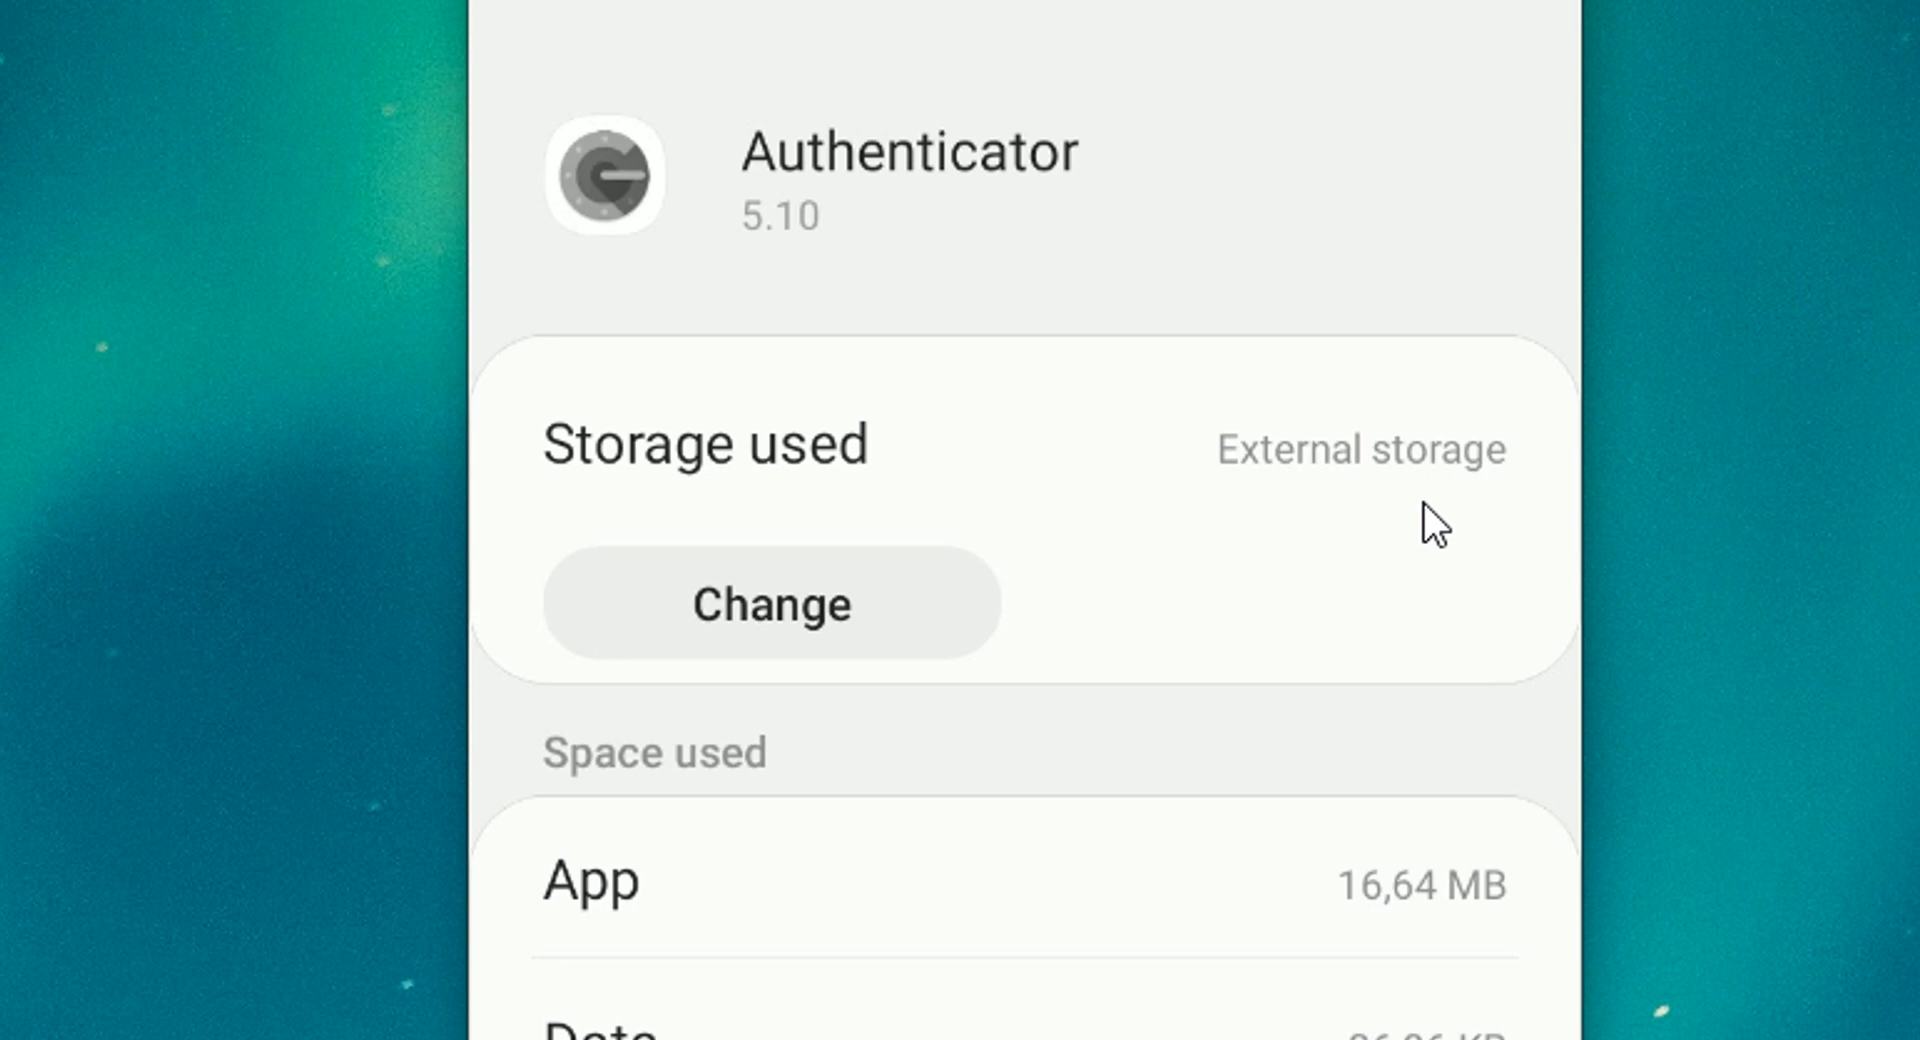 Authenticator
5.10
Storage used
External storage
Change
Space used
App
16,64 MB